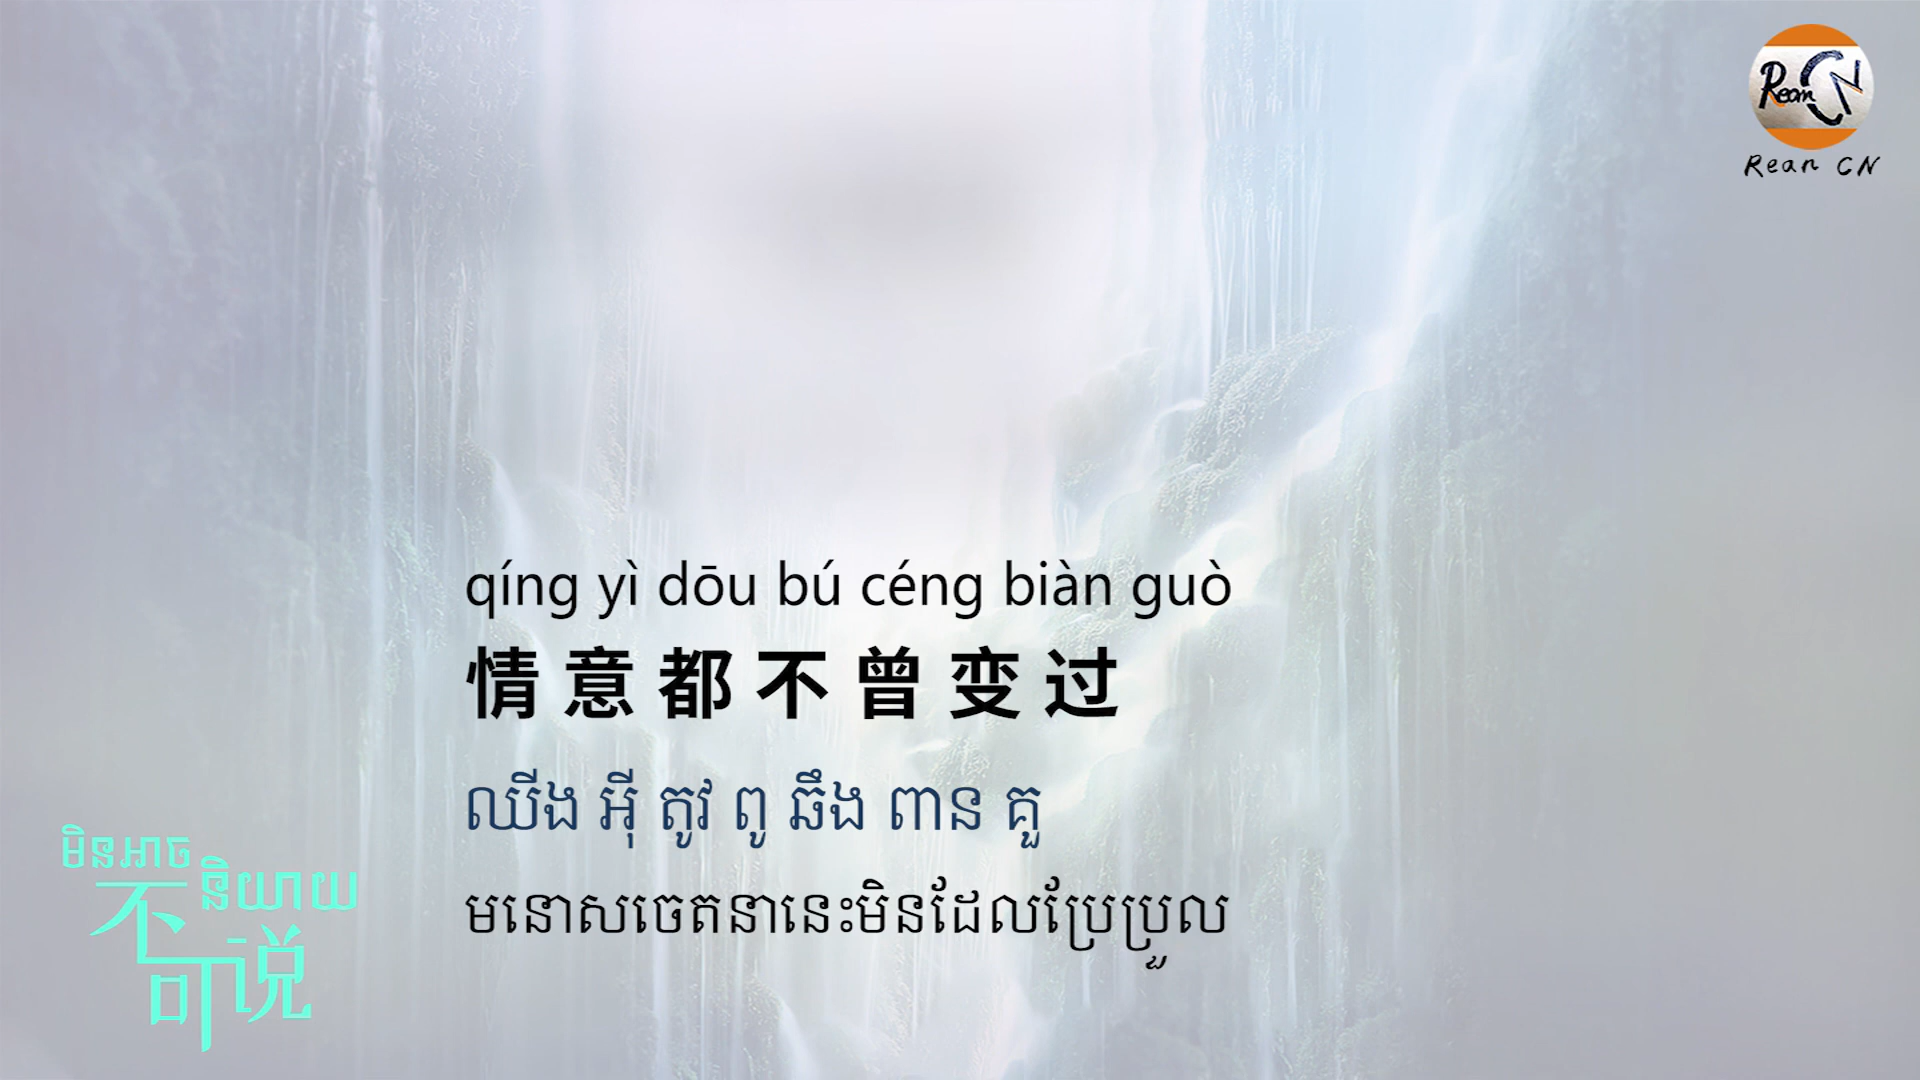 Rean CN
Rean CN
qíng yì dōu bú céng biàn guò
情意都不曾变过
ឈីង អ៊ី តូវ ពូ ឆឹង ពាន គួ
មនោសចេតនានេះមិនដែលប្រែប្រួល
មិនអាច
និយាយ
不可说